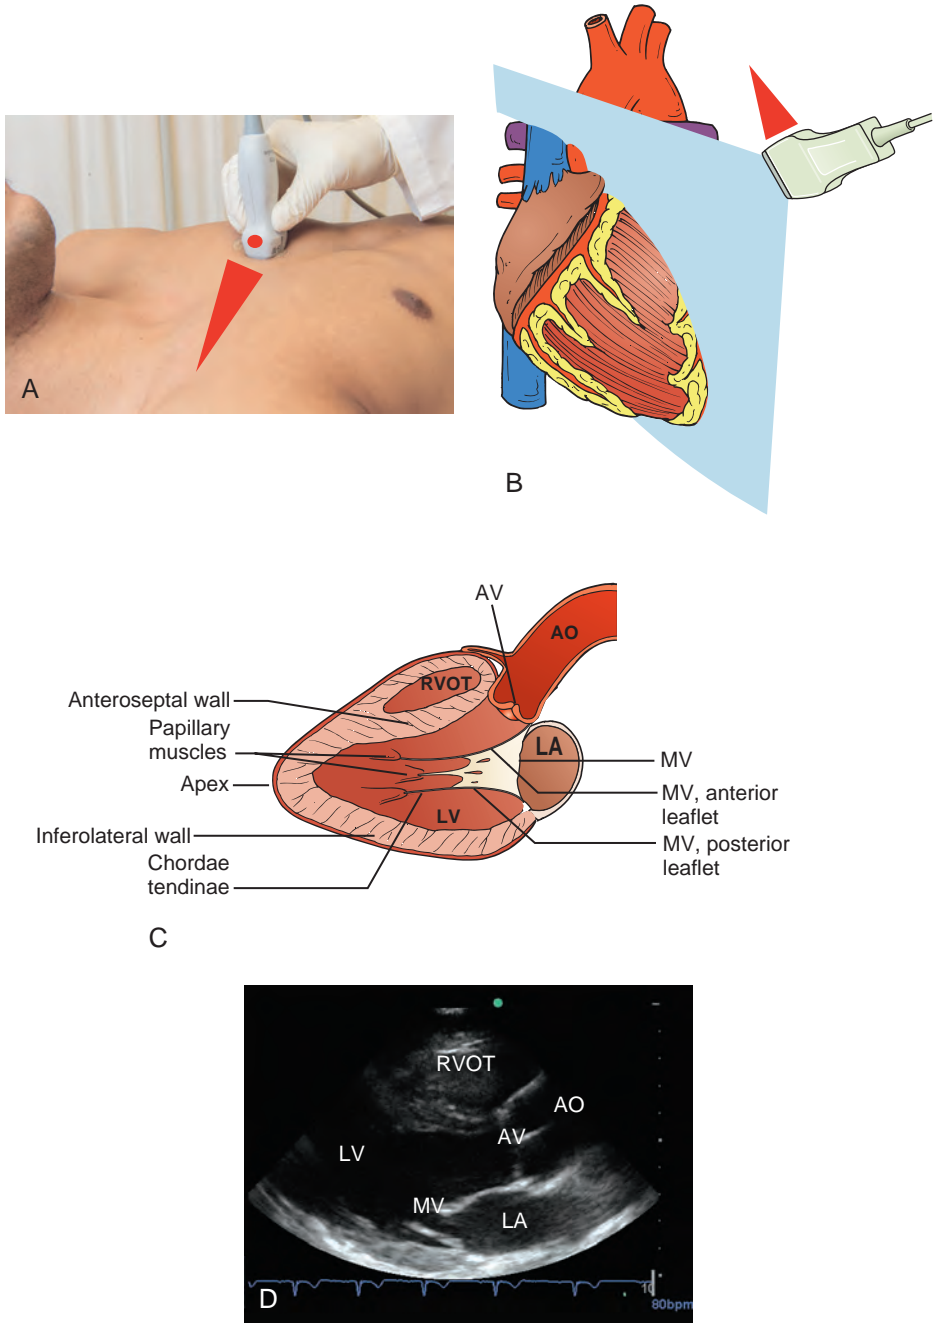 A
B
AV
AO
RVOT
Anteroseptal wall
Papillary
muscles
LA
MV
Apex
MV, anterior
leaflet
LV
Inferolateral wall
MV, posterior
leaflet
Chordae
tendinae
C
RVOT
AO
AV
LV
MV
LA
10
80bpm
D